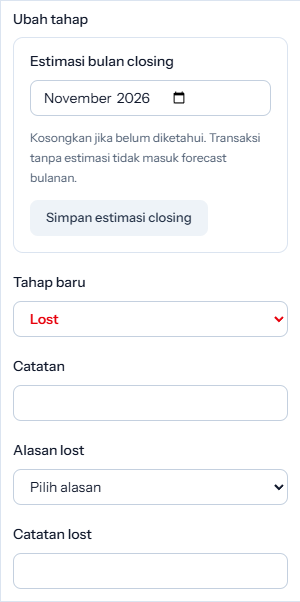 Ubah tahap
Estimasi bulan closing
November 2026
Kosongkan jika belum diketahui. Transaksi
tanpa estimasi tidak masuk forecast
bulanan.
Simpan estimasi closing
Tahap baru
Lost
Catatan
Alasan lost
Pilih alasan
Catatan lost